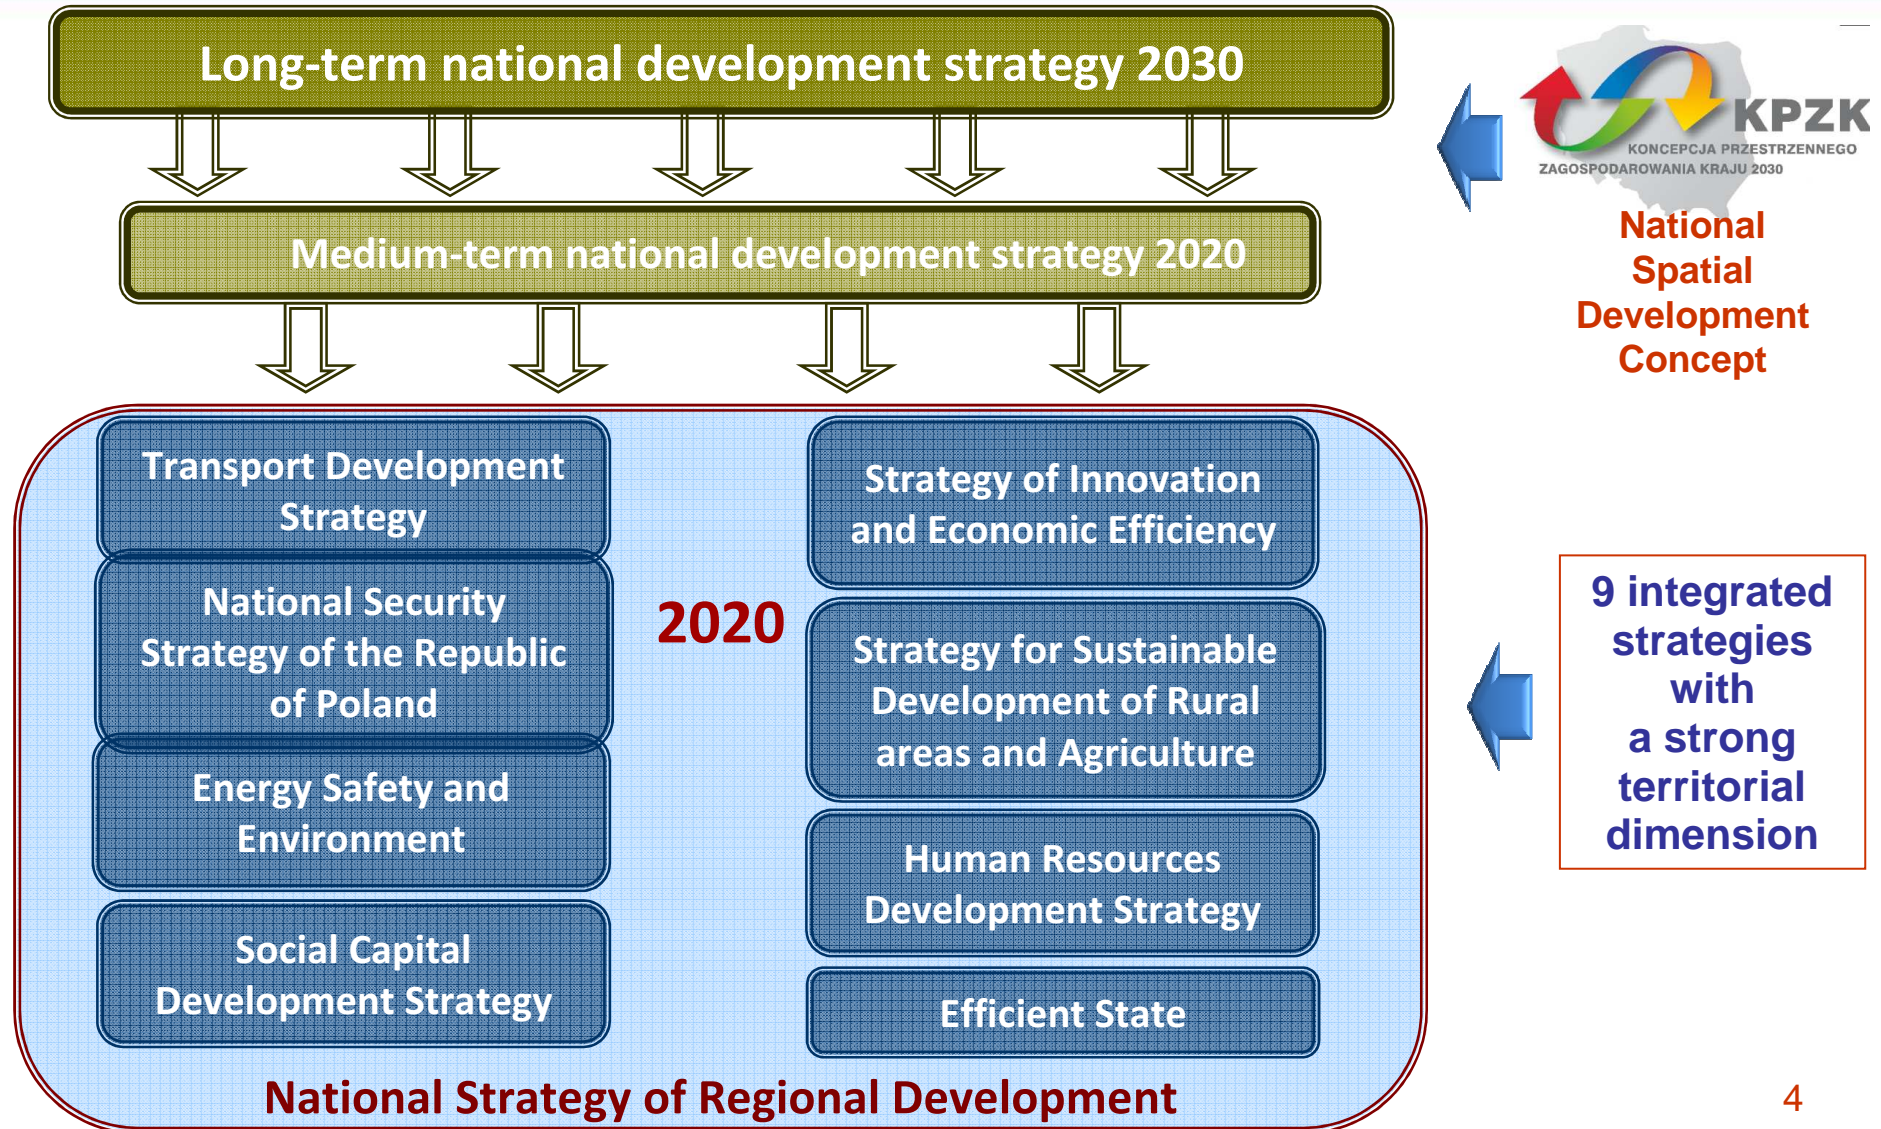 Long-term national development strategy 2030
KPZK
KONCEPCJA PRZESTRZENNEGO
ZAGOSPODAROWANIA KRAJU 2030
National
Spatial
Development
Concept
Medium-term national development strategy 2020
Transport Development
Strategy
National Security
Strategy of the Republic
of Poland
Energy Safety and
Environment
Social Capital
Development Strategy
2020
Strategy of Innovation
and Economic Efficiency
Strategy for Sustainable
Development of Rural
areas and Agriculture
Human Resources
Development Strategy
Efficient State
National Strategy of Regional Development
9 integrated
strategies
with
a strong
territorial
dimension
4